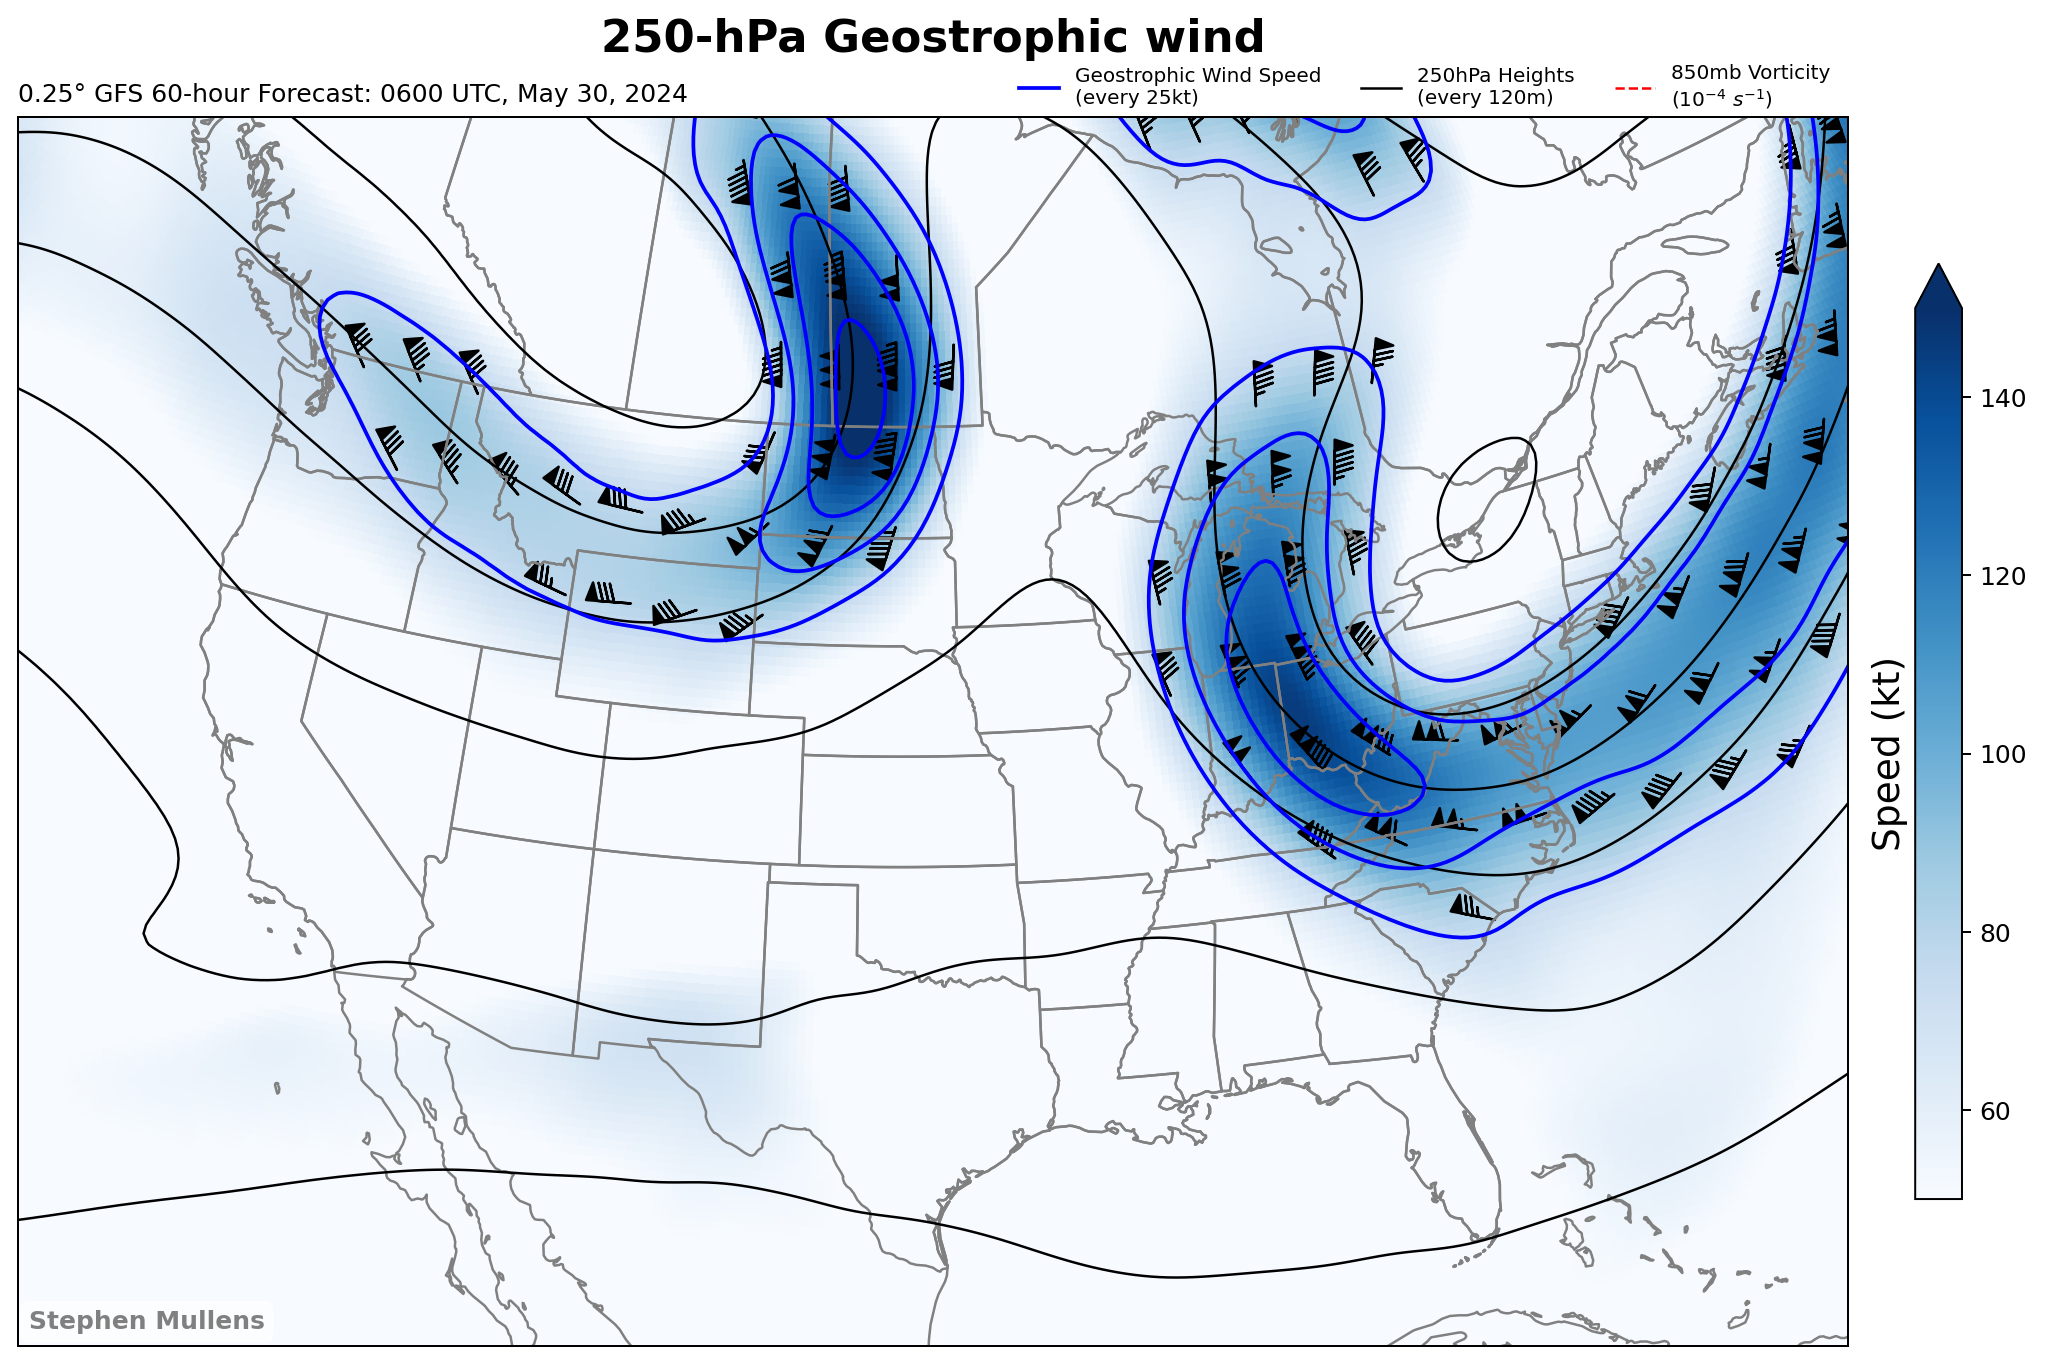 250-hPa Geostrophic wind
0.25° GFS 60-hour Forecast: 0600 UTC, May 30, 2024
Geostrophic Wind Speed
(every 25kt)
250hPa Heights
(every 120m)
850mb Vorticity
(10⁻⁴ s⁻¹)
140
120
100
80
60
Speed (kt)
Stephen Mullens